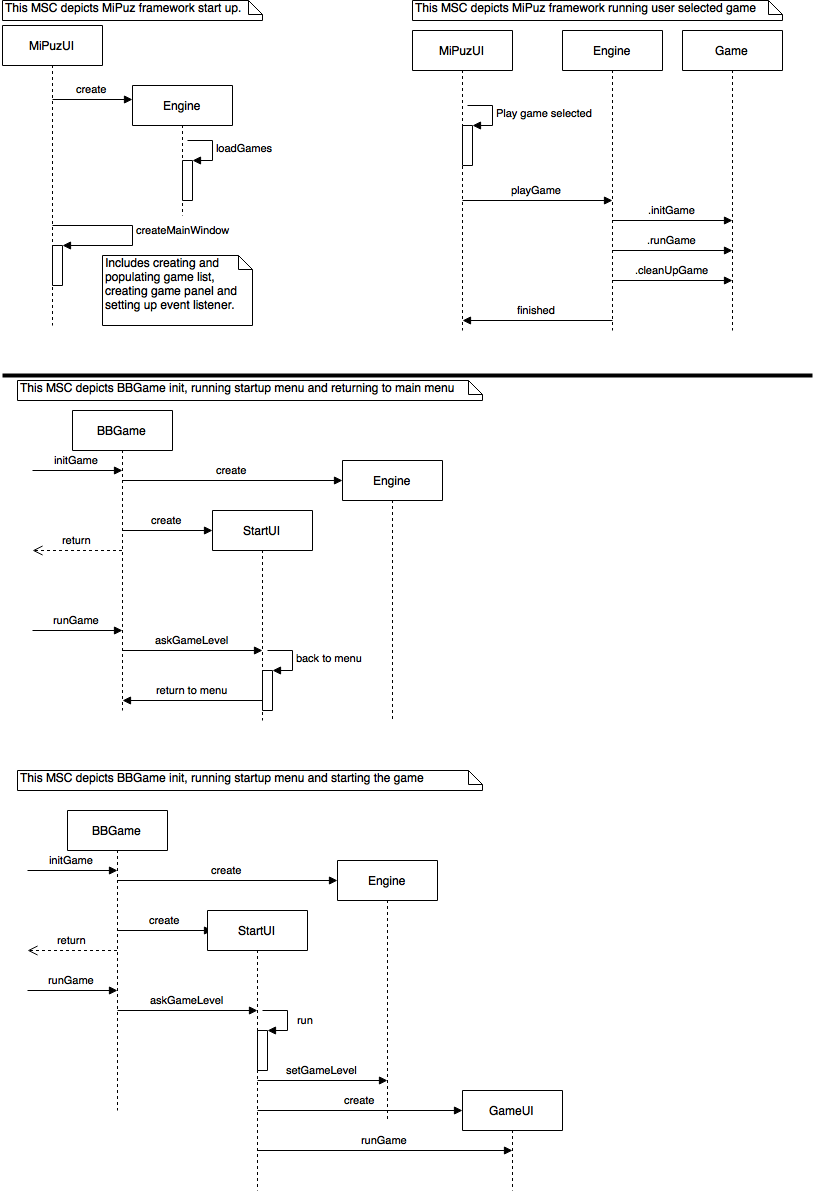 This MSC depicts MiPuz framework start up.
MiPuzUI
create
Engine
loadGames
createMainWindow
Includes creating and
populating game list,
creating game panel and
setting up event listener.
This MSC depicts MiPuz framework running user selected game
MiPuzUI
Engine
Game
Play game selected
playGame
.initGame
.runGame
.cleanUpGame
finished
This MSC depicts BBGame init, running startup menu and returning to main menu
BBGame
initGame
create
Engine
create
StartUI
return
runGame
askGameLevel
back to menu
return to menu
This MSC depicts BBGame init, running startup menu and starting the game
BBGame
initGame
create
Engine
create
StartUI
return
runGame
askGameLevel
run
setGameLevel
create
GameUI
runGame